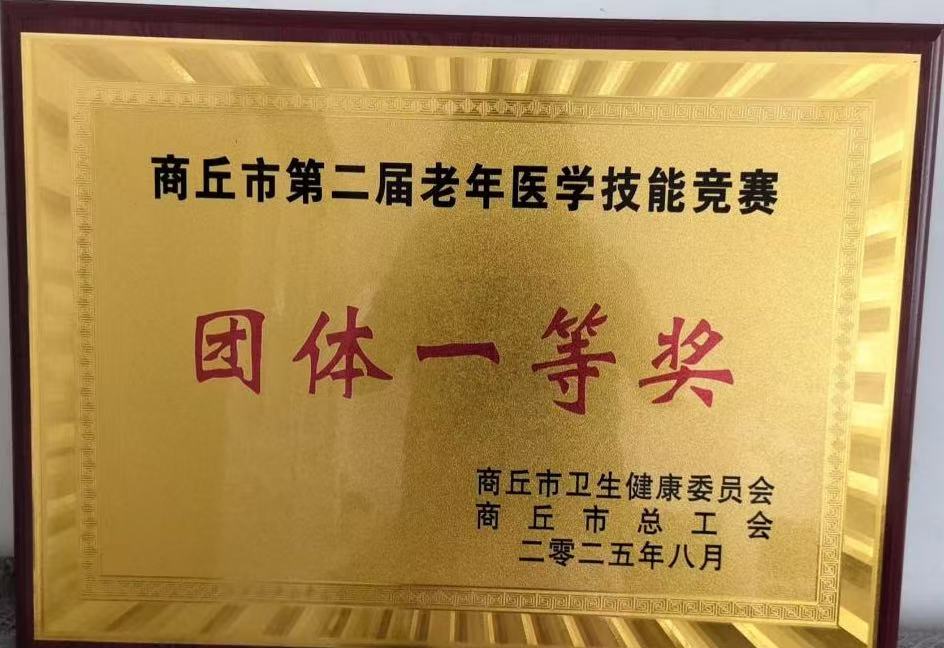 商丘市第二届老年医学技能竞赛
团体一等奖
商丘市卫生健康委员会
商丘市总工会
二零二五年八月